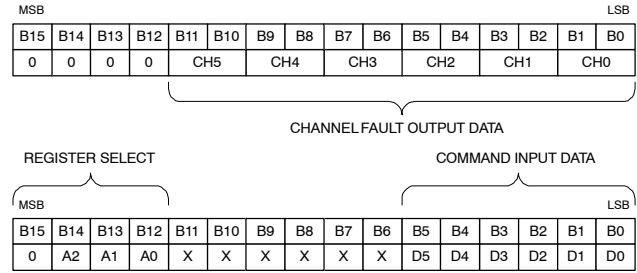 MSB LSB
B15 B14 B13 B12 B11 B10 B9 B8 B7 B6 B5 B4 B3 B2 B1 B0
0 0 0 0 CH5 CH4 CH3 CH2 CH1 CH0
CHANNEL FAULT OUTPUT DATA
REGISTER SELECT COMMAND INPUT DATA
MSB LSB
B15 B14 B13 B12 B11 B10 B9 B8 B7 B6 B5 B4 B3 B2 B1 B0
0 A2 A1 A0 X X X X X X D5 D4 D3 D2 D1 D0